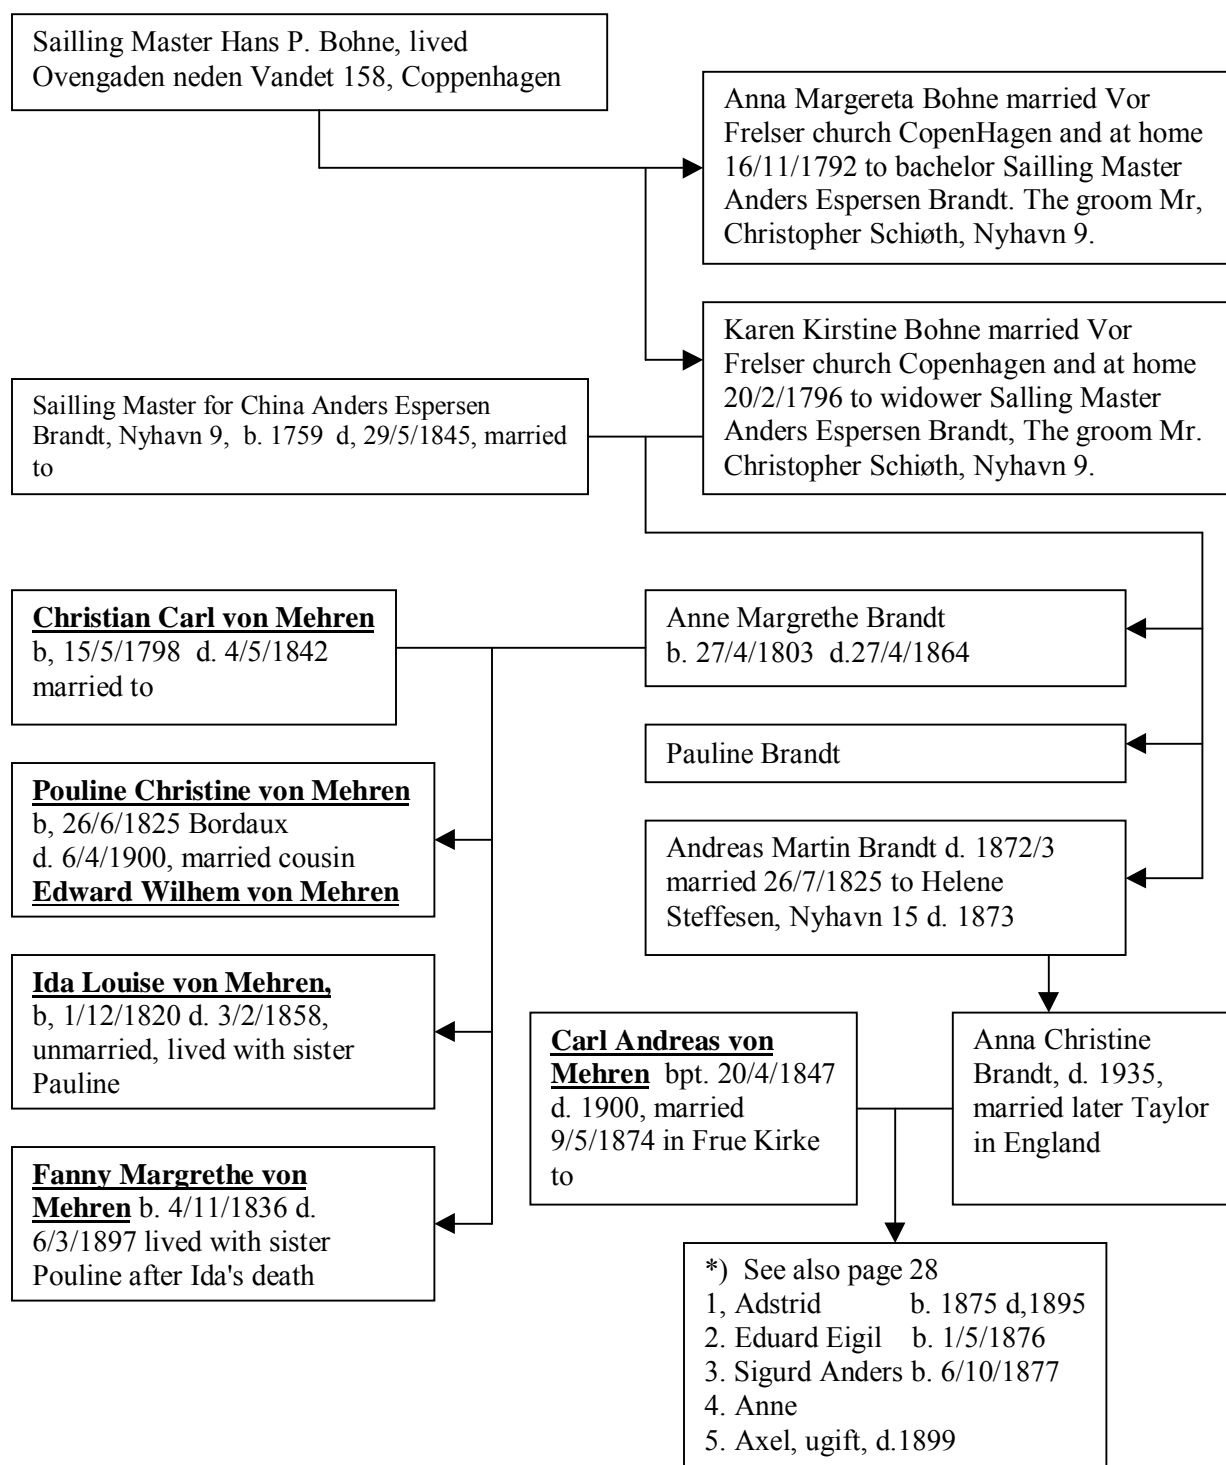 Sailling Master Hans P. Bohne, lived
Ovengaden neden Vandet 158, Coppenhagen
Anna Margereta Bohne married Vor
Frelser church CopenHagen and at home
16/11/1792 to bachelor Sailling Master
Anders Espersen Brandt. The groom Mr,
Christopher Schiøth, Nyhavn 9.
Karen Kirstine Bohne married Vor
Frelser church Copenhagen and at home
20/2/1796 to widower Salling Master
Anders Espersen Brandt, The groom Mr.
Christopher Schiøth, Nyhavn 9.
Sailling Master for China Anders Espersen
Brandt, Nyhavn 9, b. 1759 d, 29/5/1845, married
to
Christian Carl von Mehren
b, 15/5/1798 d. 4/5/1842
married to
Anne Margrethe Brandt
b. 27/4/1803 d.27/4/1864
Pauline Brandt
Pouline Christine von Mehren
b, 26/6/1825 Bordaux
d. 6/4/1900, married cousin
Edward Wilhem von Mehren
Andreas Martin Brandt d. 1872/3
married 26/7/1825 to Helene
Steffesen, Nyhavn 15 d. 1873
Ida Louise von Mehren,
b, 1/12/1820 d. 3/2/1858,
unmarried, lived with sister
Pauline
Carl Andreas von
Mehren bpt. 20/4/1847
d. 1900, married
9/5/1874 in Frue Kirke
to
Anna Christine
Brandt, d. 1935,
married later Taylor
in England
Fanny Margrethe von
Mehren b. 4/11/1836 d.
6/3/1897 lived with sister
Pouline after Ida's death
*) See also page 28
1, Adstrid b. 1875 d,1895
2. Eduard Eigil b. 1/5/1876
3. Sigurd Anders b. 6/10/1877
4. Anne
5. Axel, ugift, d.1899